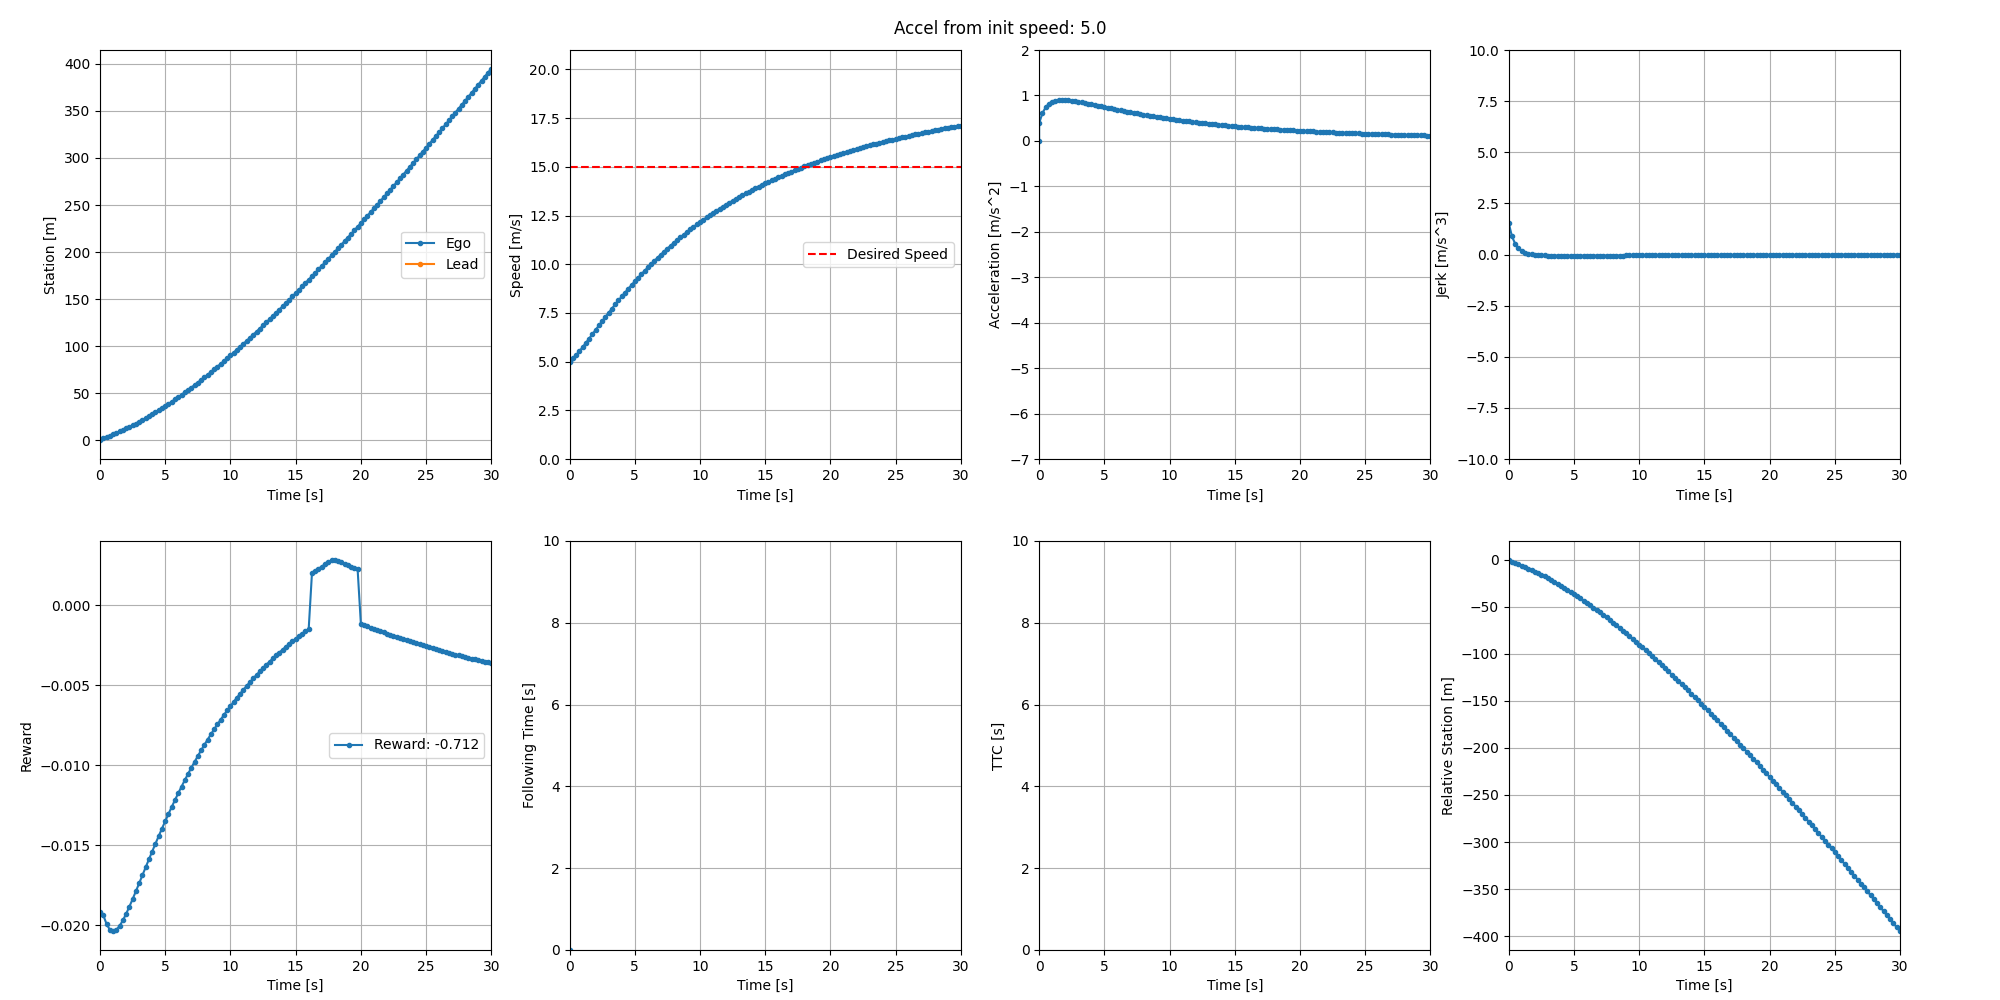 Accel from init speed: 5.0
400
350
300
250
200
150
100
50
0
Station [m]
Ego
Lead
0 5 10 15 20 25 30
Time [s]
20.0
17.5
15.0
12.5
10.0
7.5
5.0
2.5
0.0
Speed [m/s]
Desired Speed
0 5 10 15 20 25 30
Time [s]
2
1
0
−1
−2
−3
−4
−5
−6
−7
Acceleration [m/s^2]
0 5 10 15 20 25 30
Time [s]
10.0
7.5
5.0
2.5
0.0
−2.5
−5.0
−7.5
−10.0
Jerk [m/s^3]
0 5 10 15 20 25 30
Time [s]
0.000
−0.005
−0.010
−0.015
−0.020
Reward
Reward: -0.712
0 5 10 15 20 25 30
Time [s]
10
8
6
4
2
0
Following Time [s]
0 5 10 15 20 25 30
Time [s]
10
8
6
4
2
0
TTC [s]
0 5 10 15 20 25 30
Time [s]
0
−50
−100
−150
−200
−250
−300
−350
−400
Relative Station [m]
0 5 10 15 20 25 30
Time [s]